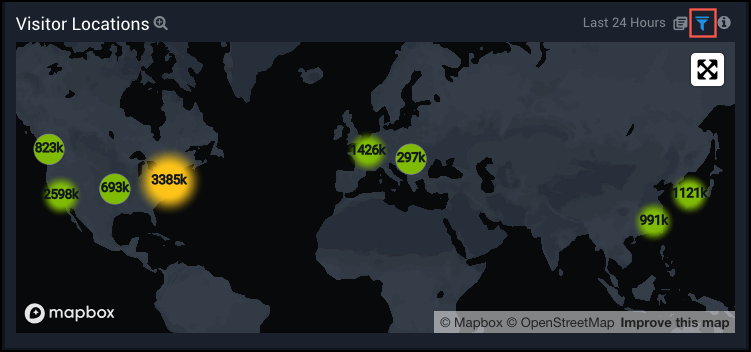 Visitor Locations
Last 24 Hours
823k
1426k
297k
3385k
693k
2598k
1121k
991k
mapbox
© Mapbox © OpenStreetMap Improve this map